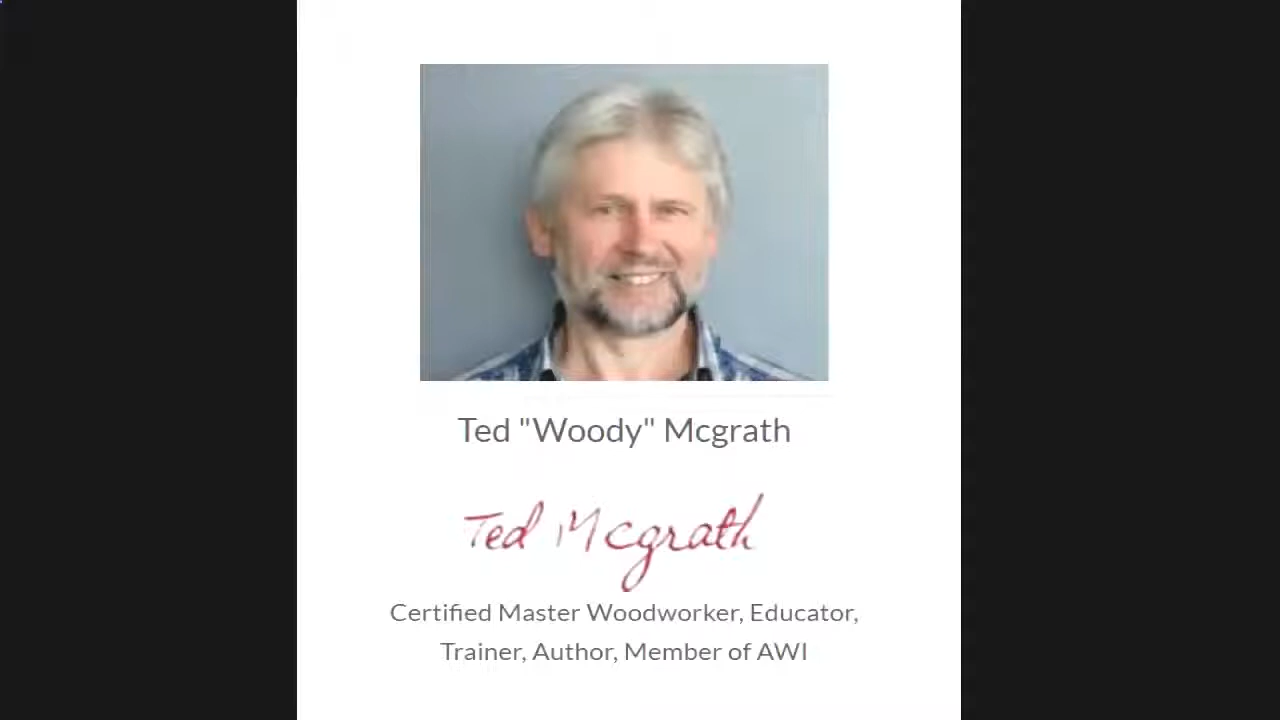 Ted "Woody" Mcgrath
Ted Mcgrath
Certified Master Woodworker, Educator,
Trainer, Author, Member of AWI